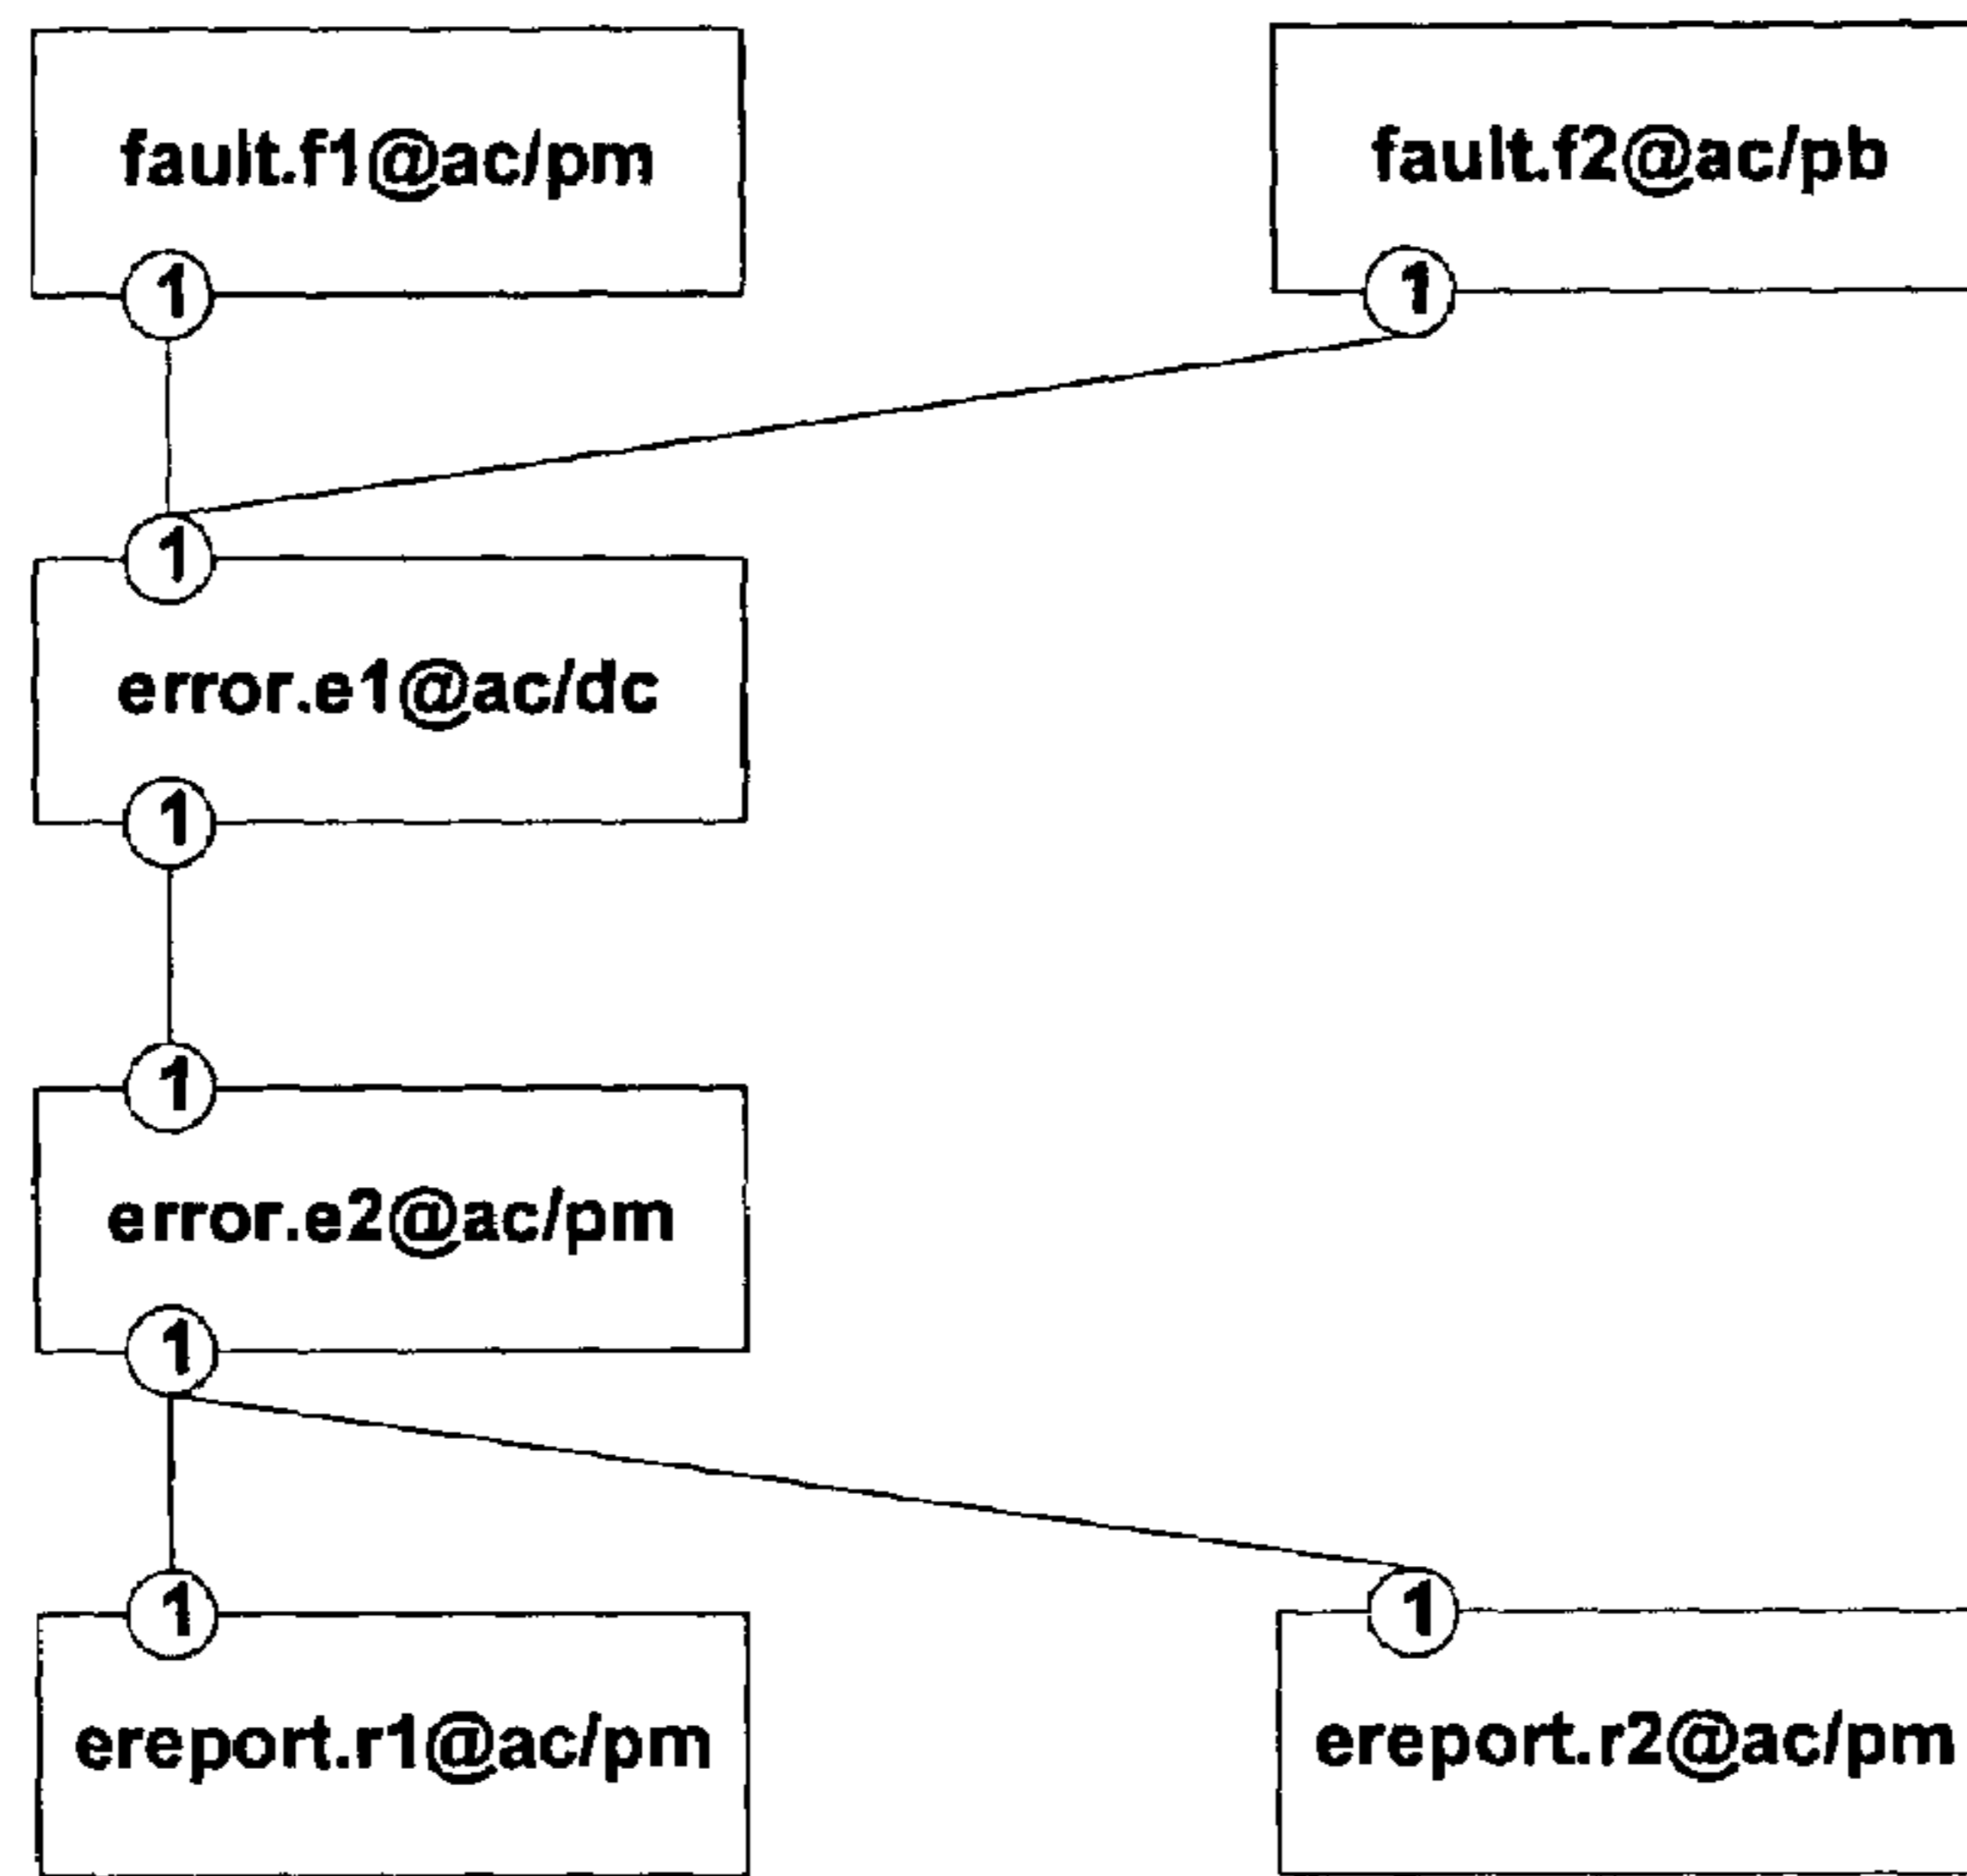 fault.f1@ac/pm fault.f2@ac/pb
1 1
1
error.e1@ac/dc
1
1
error.e2@ac/pm
1
1 1
ereport.r1@ac/pm ereport.r2@ac/pm